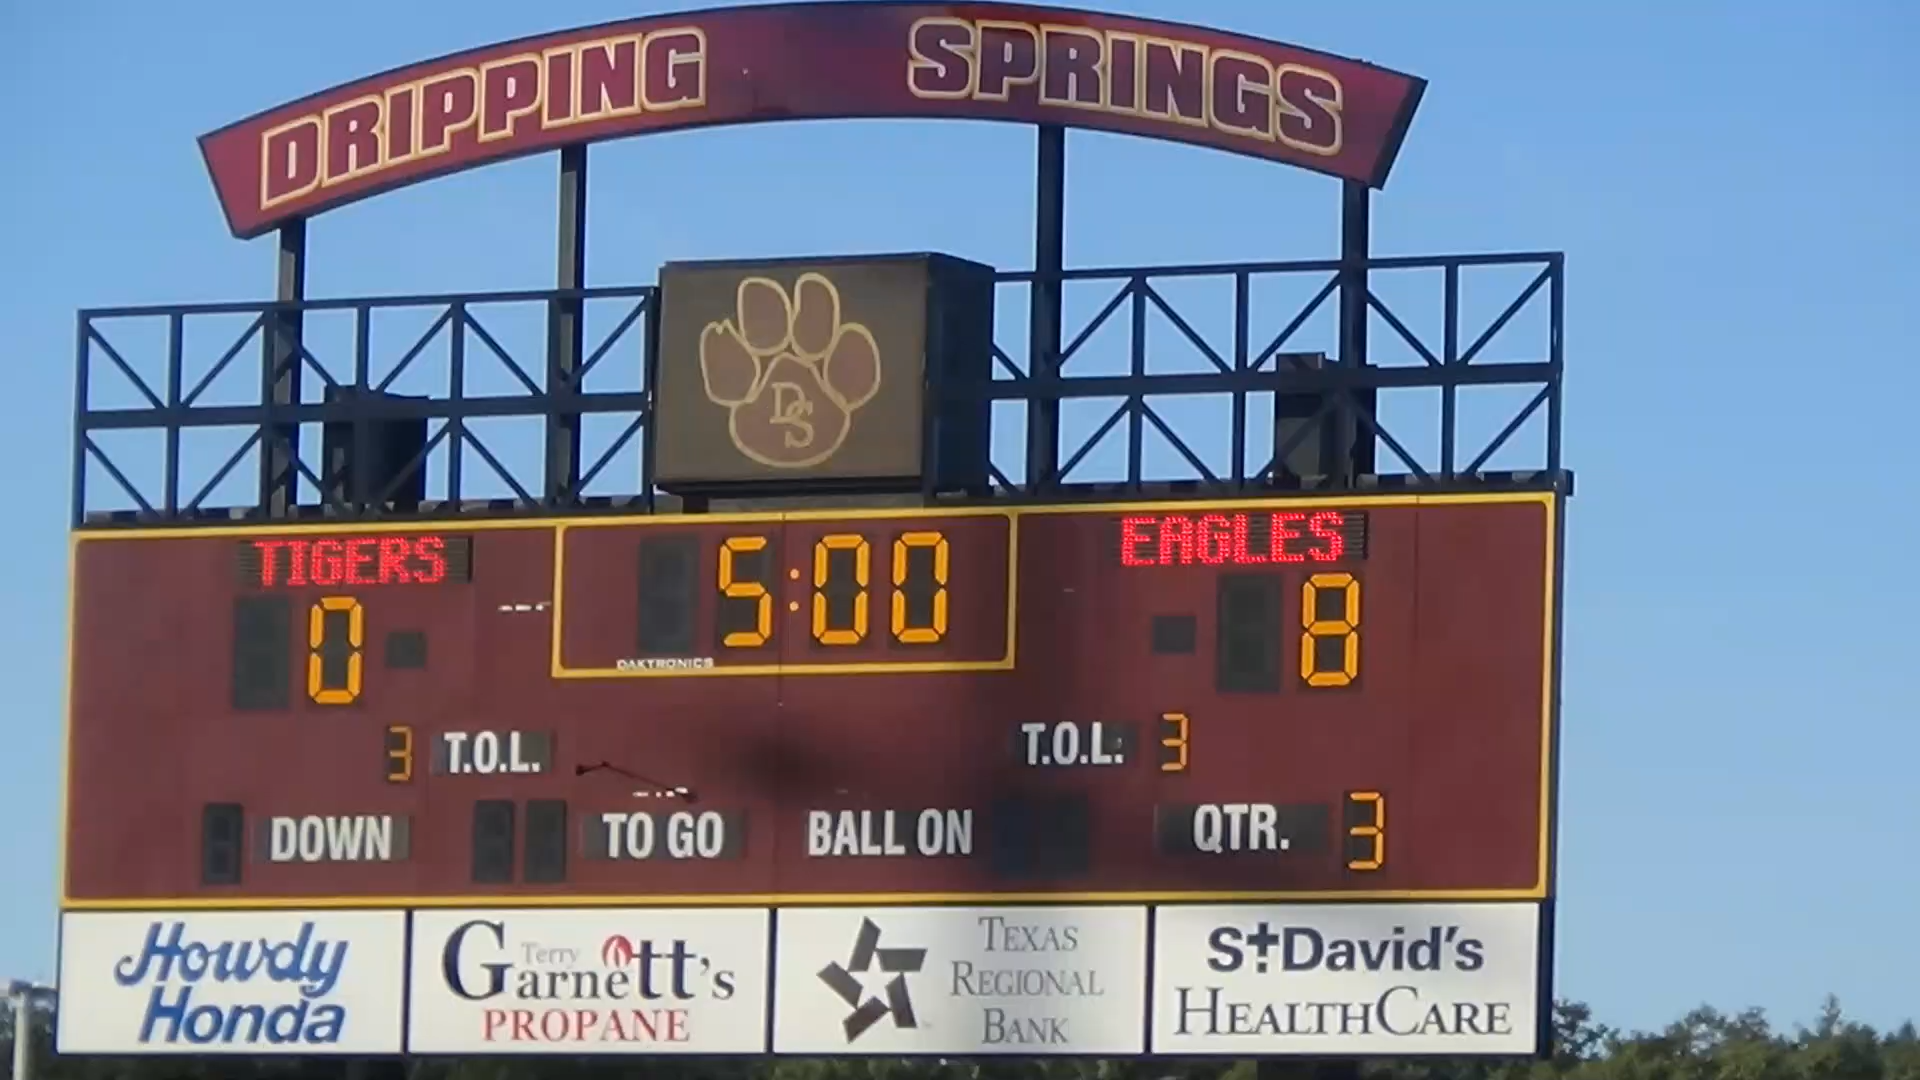 DRIPPING SPRINGS
DS
TIGERS 5:00 EAGLES
0 8
DAKTRONICS
3 T.O.L. T.O.L. 3
DOWN TO GO BALL ON QTR. 3
Howdy
Honda
Terry
Garnett's
PROPANE
TEXAS
REGIONAL
BANK
St David's
HEALTHCARE